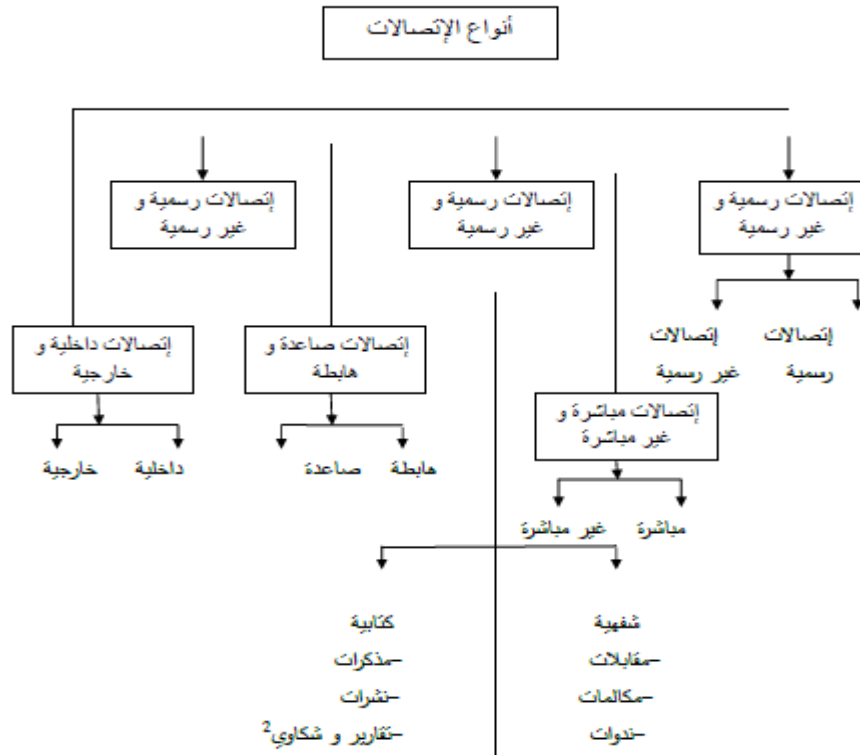 أنواع الإتصالات
إتصالات رسمية و
غير رسمية
إتصالات رسمية و
غير رسمية
إتصالات رسمية و
غير رسمية
إتصالات
رسمية
إتصالات
غير رسمية
إتصالات صاعدة و
هابطة
إتصالات داخلية و
خارجية
إتصالات مباشرة و
غير مباشرة
هابطة
صاعدة
داخلية
خارجية
مباشرة
غير مباشرة
شفهية
-مقابلات
-مكالمات
-ندوات
كتابية
-مذكرات
-نشرات
-تقارير و شكاوي2